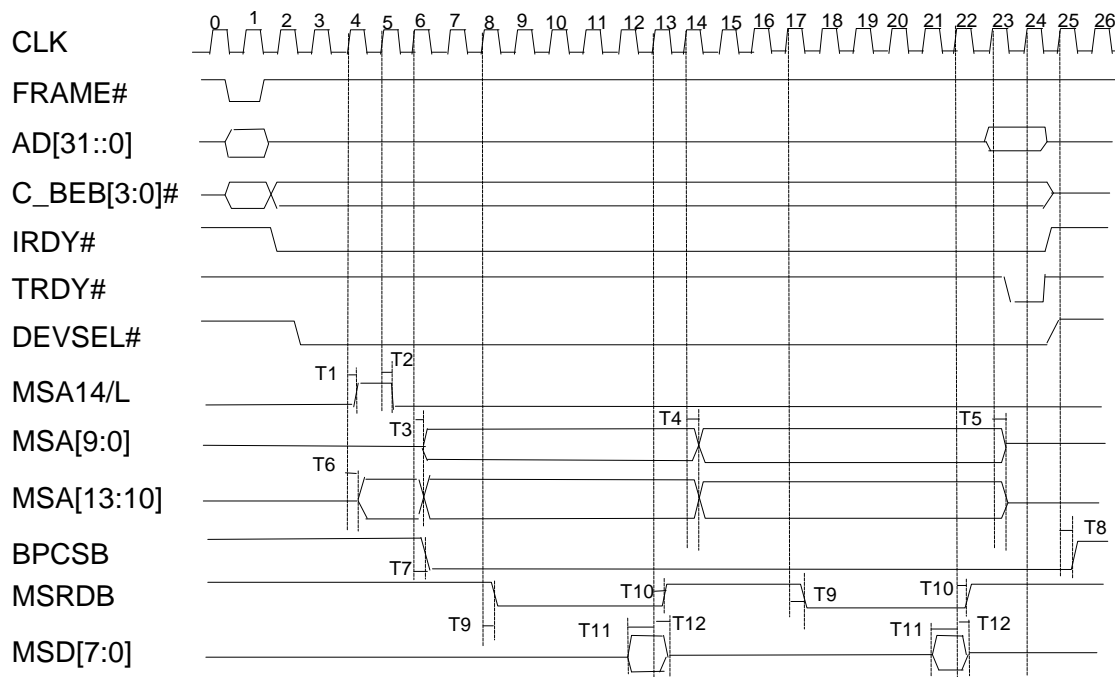 0 1 2 3 4 5 6 7 8 9 10 11 12 13 14 15 16 17 18 19 20 21 22 23 24 25 26
CLK
FRAME#
AD[31::0]
C_BEB[3:0]#
IRDY#
TRDY#
DEVSEL#
T1 T2
MSA14/L
T3 T4 T5
MSA[9:0]
T6
MSA[13:10]
T8
BPCSB
T7
MSRDB
T10 T9 T10
T9 T11 T12 T11 T12
MSD[7:0]